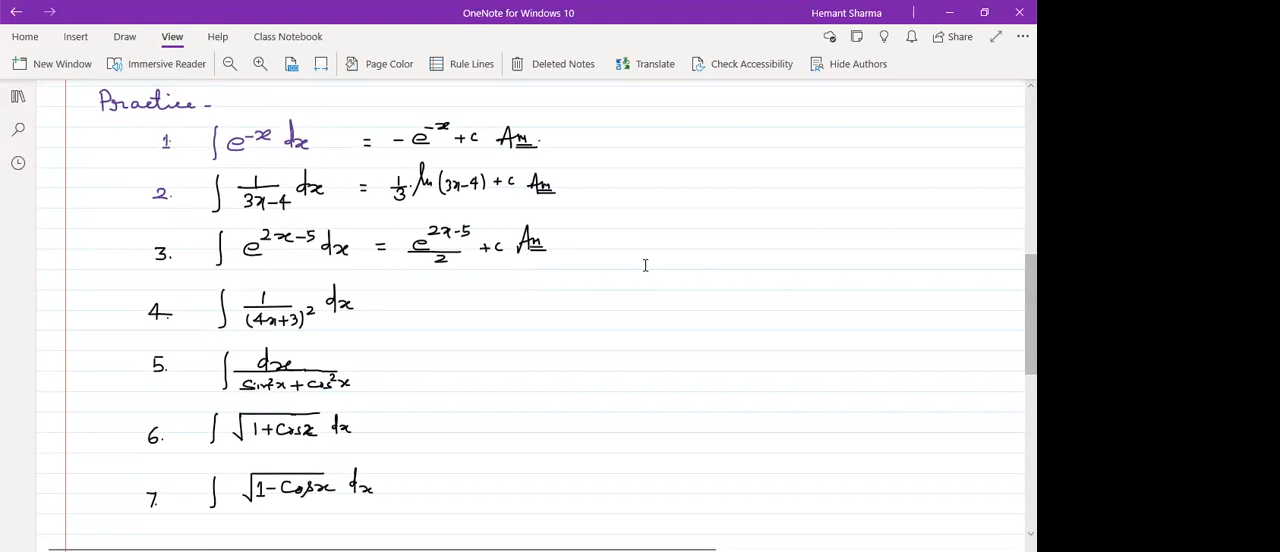 OneNote for Windows 10
Hemant Sharma
Home Insert Draw View Help Class Notebook Share
New Window Immersive Reader Page Color Rule Lines Deleted Notes Translate Check Accessibility Hide Authors
Practice -
1. ∫ e^{-x} dx = - e^{-x} + c Ans.
2. ∫ 1/(3x-4) dx = 1/3 · ln (3x-4) + c Ans
3. ∫ e^{2x-5} dx = e^{2x-5}/2 + c Ans
4. ∫ 1/(4x+3)² dx
5. ∫ dx/(sin²x + cos²x)
6. ∫ √(1+cosx) dx
7. ∫ √(1-cosx) dx